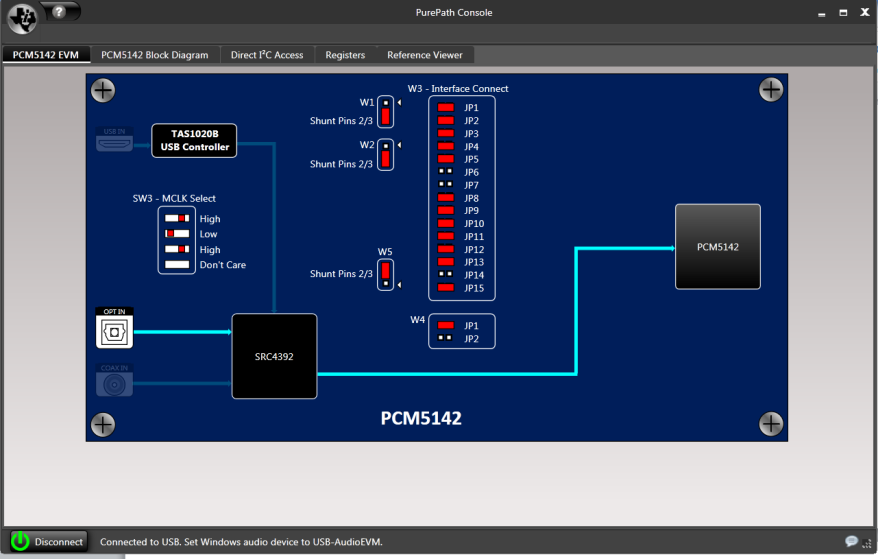 PurePath Console
?
PCM5142 EVM
PCM5142 Block Diagram
Direct I²C Access
Registers
Reference Viewer
W3 - Interface Connect
W1
Shunt Pins 2/3
W2
Shunt Pins 2/3
JP1
JP2
JP3
JP4
JP5
JP6
JP7
JP8
JP9
JP10
JP11
JP12
JP13
JP14
JP15
USB IN
TAS1020B
USB Controller
SW3 - MCLK Select
High
Low
High
Don't Care
W5
Shunt Pins 2/3
PCM5142
OPT IN
SRC4392
COAX IN
W4
JP1
JP2
PCM5142
Disconnect
Connected to USB. Set Windows audio device to USB-AudioEVM.